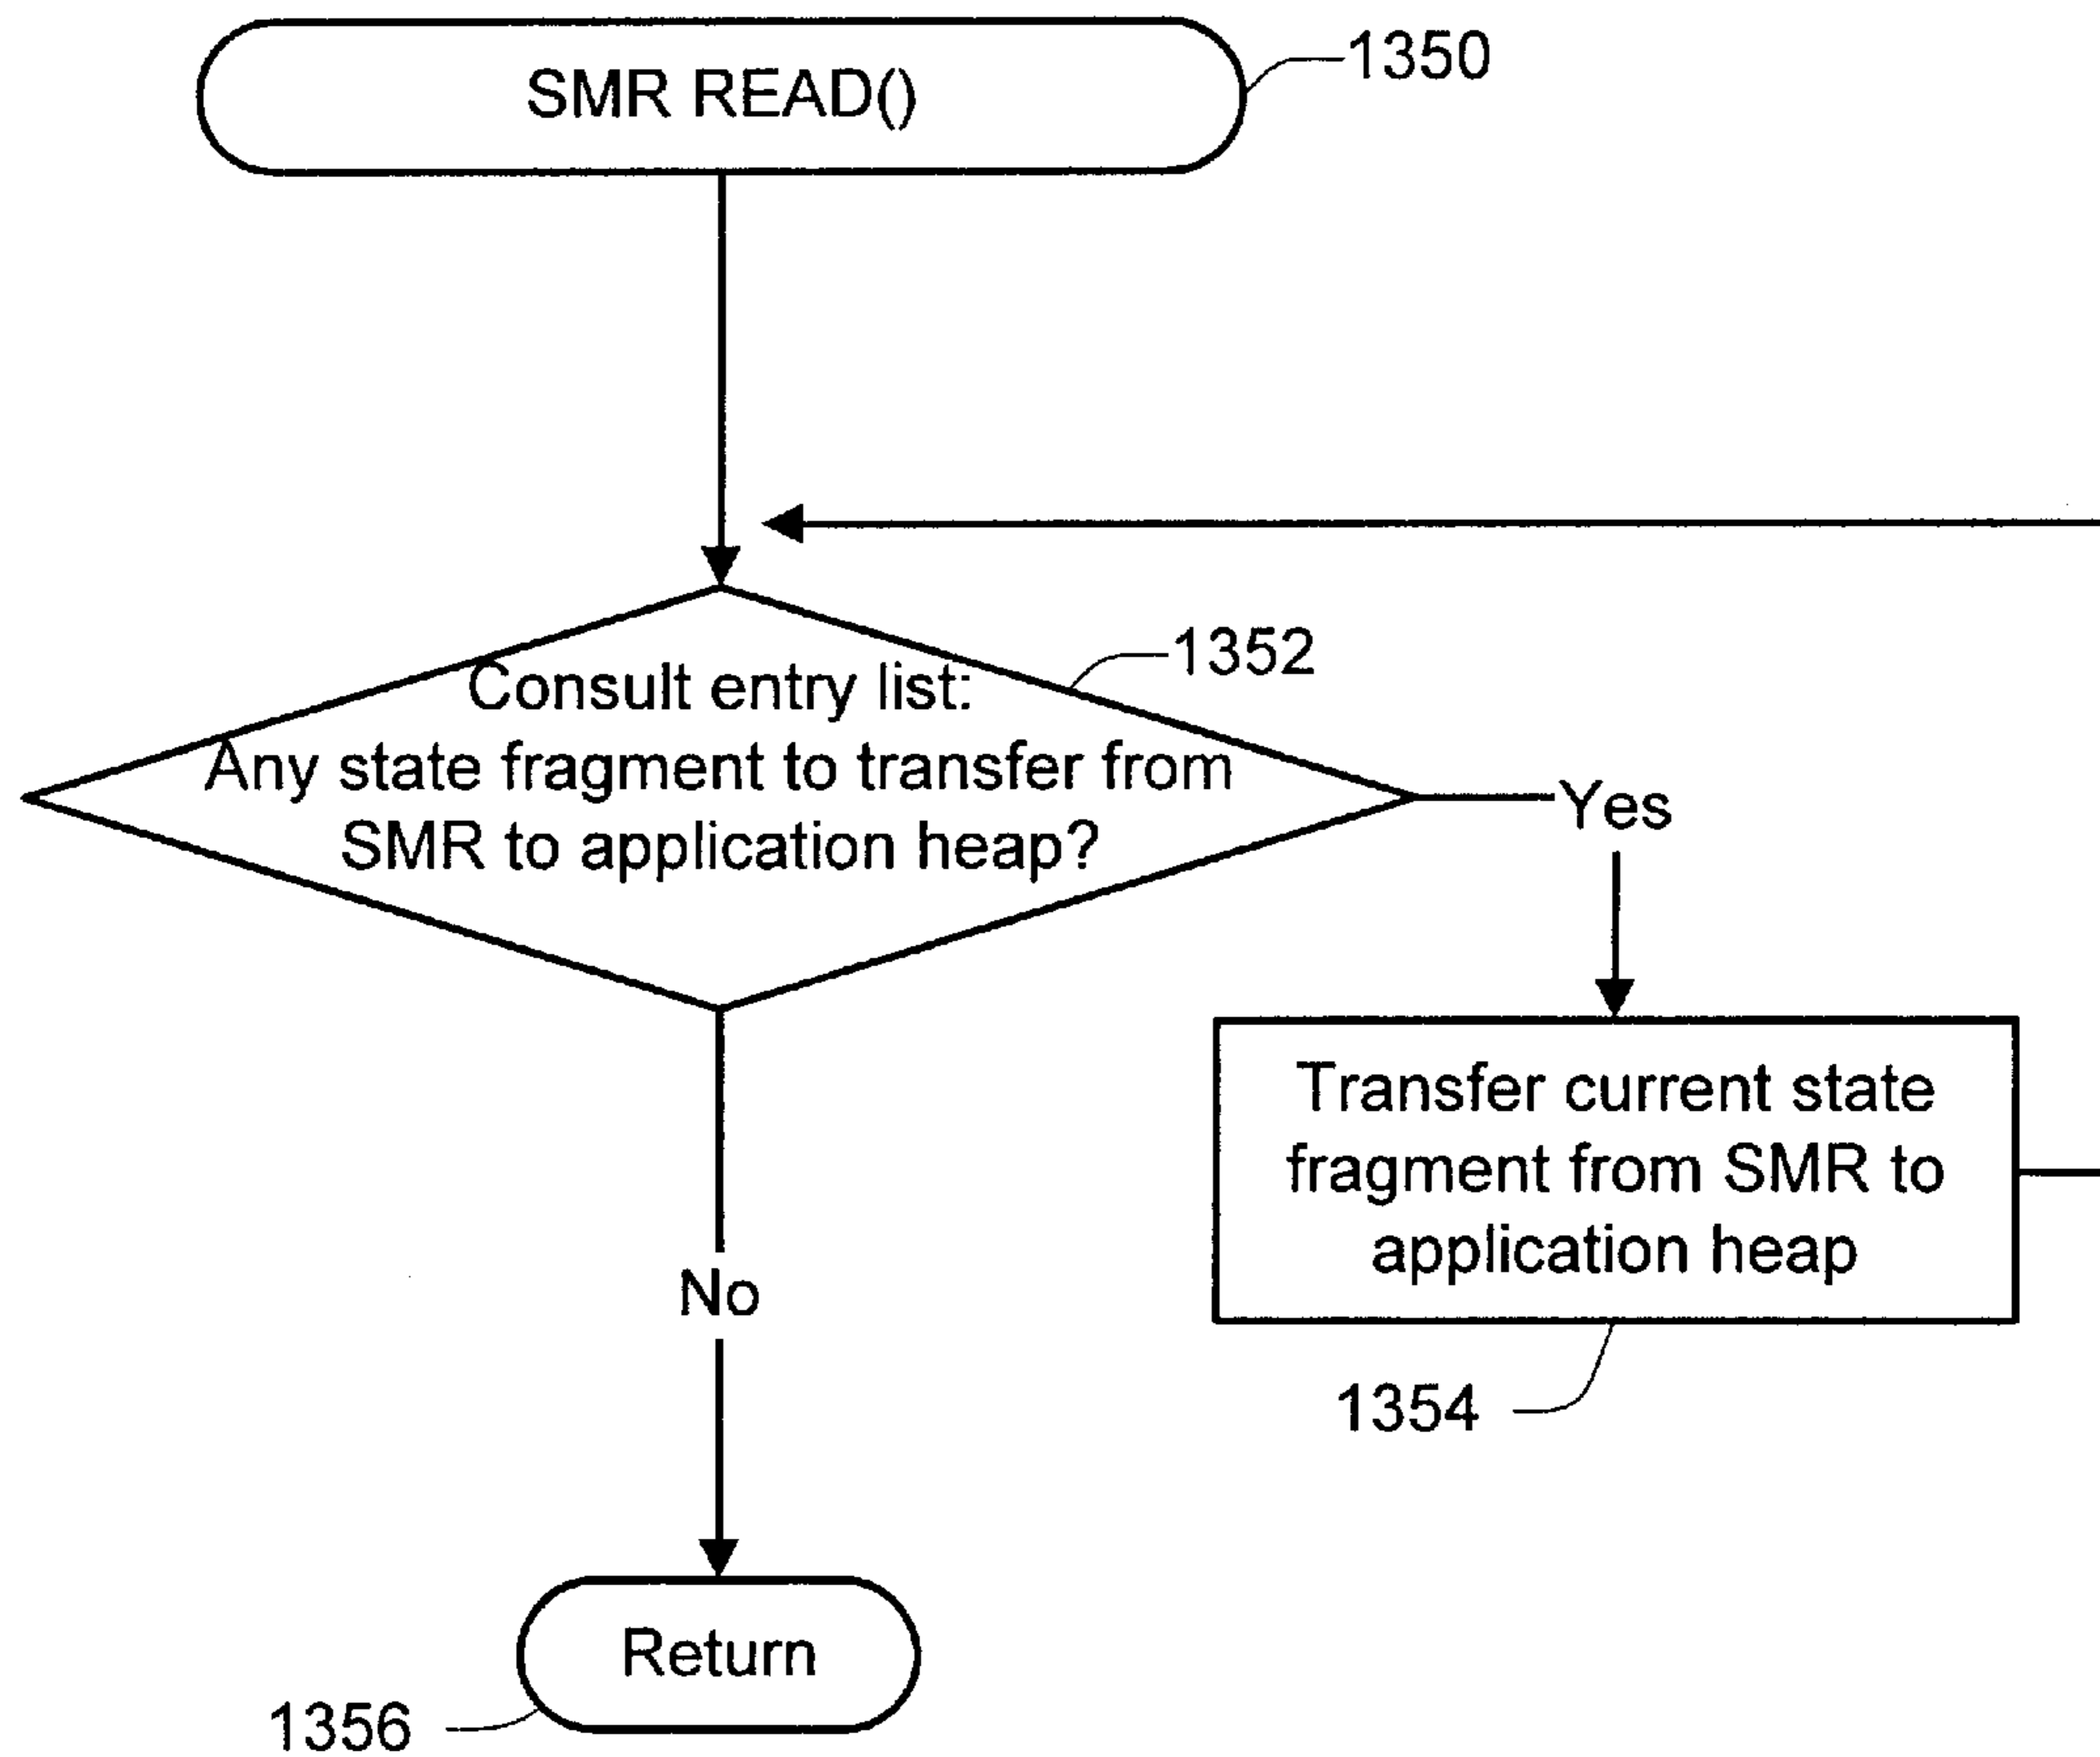 SMR READ()
1350
1352
Consult entry list:
Any state fragment to transfer from
SMR to application heap?
Yes
Transfer current state
fragment from SMR to
application heap
1354
No
Return
1356